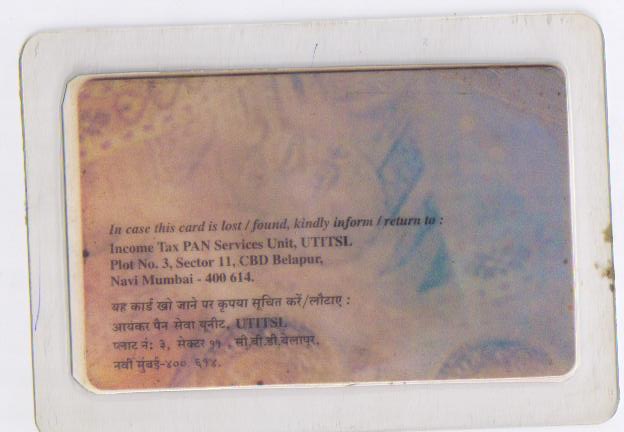 In case this card is lost / found, kindly inform / return to :
Income Tax PAN Services Unit, UTITSL
Plot No. 3, Sector 11, CBD Belapur,
Navi Mumbai - 400 614.
यह कार्ड खो जाने पर कृपया सूचित करें/लौटाए :
आयकर पैन सेवा यूनीट, UTITSL
प्लाट नं: ३, सेक्टर ११ , सी.बी.डी.बेलापूर,
नवी मुंबई-४०० ६१४.